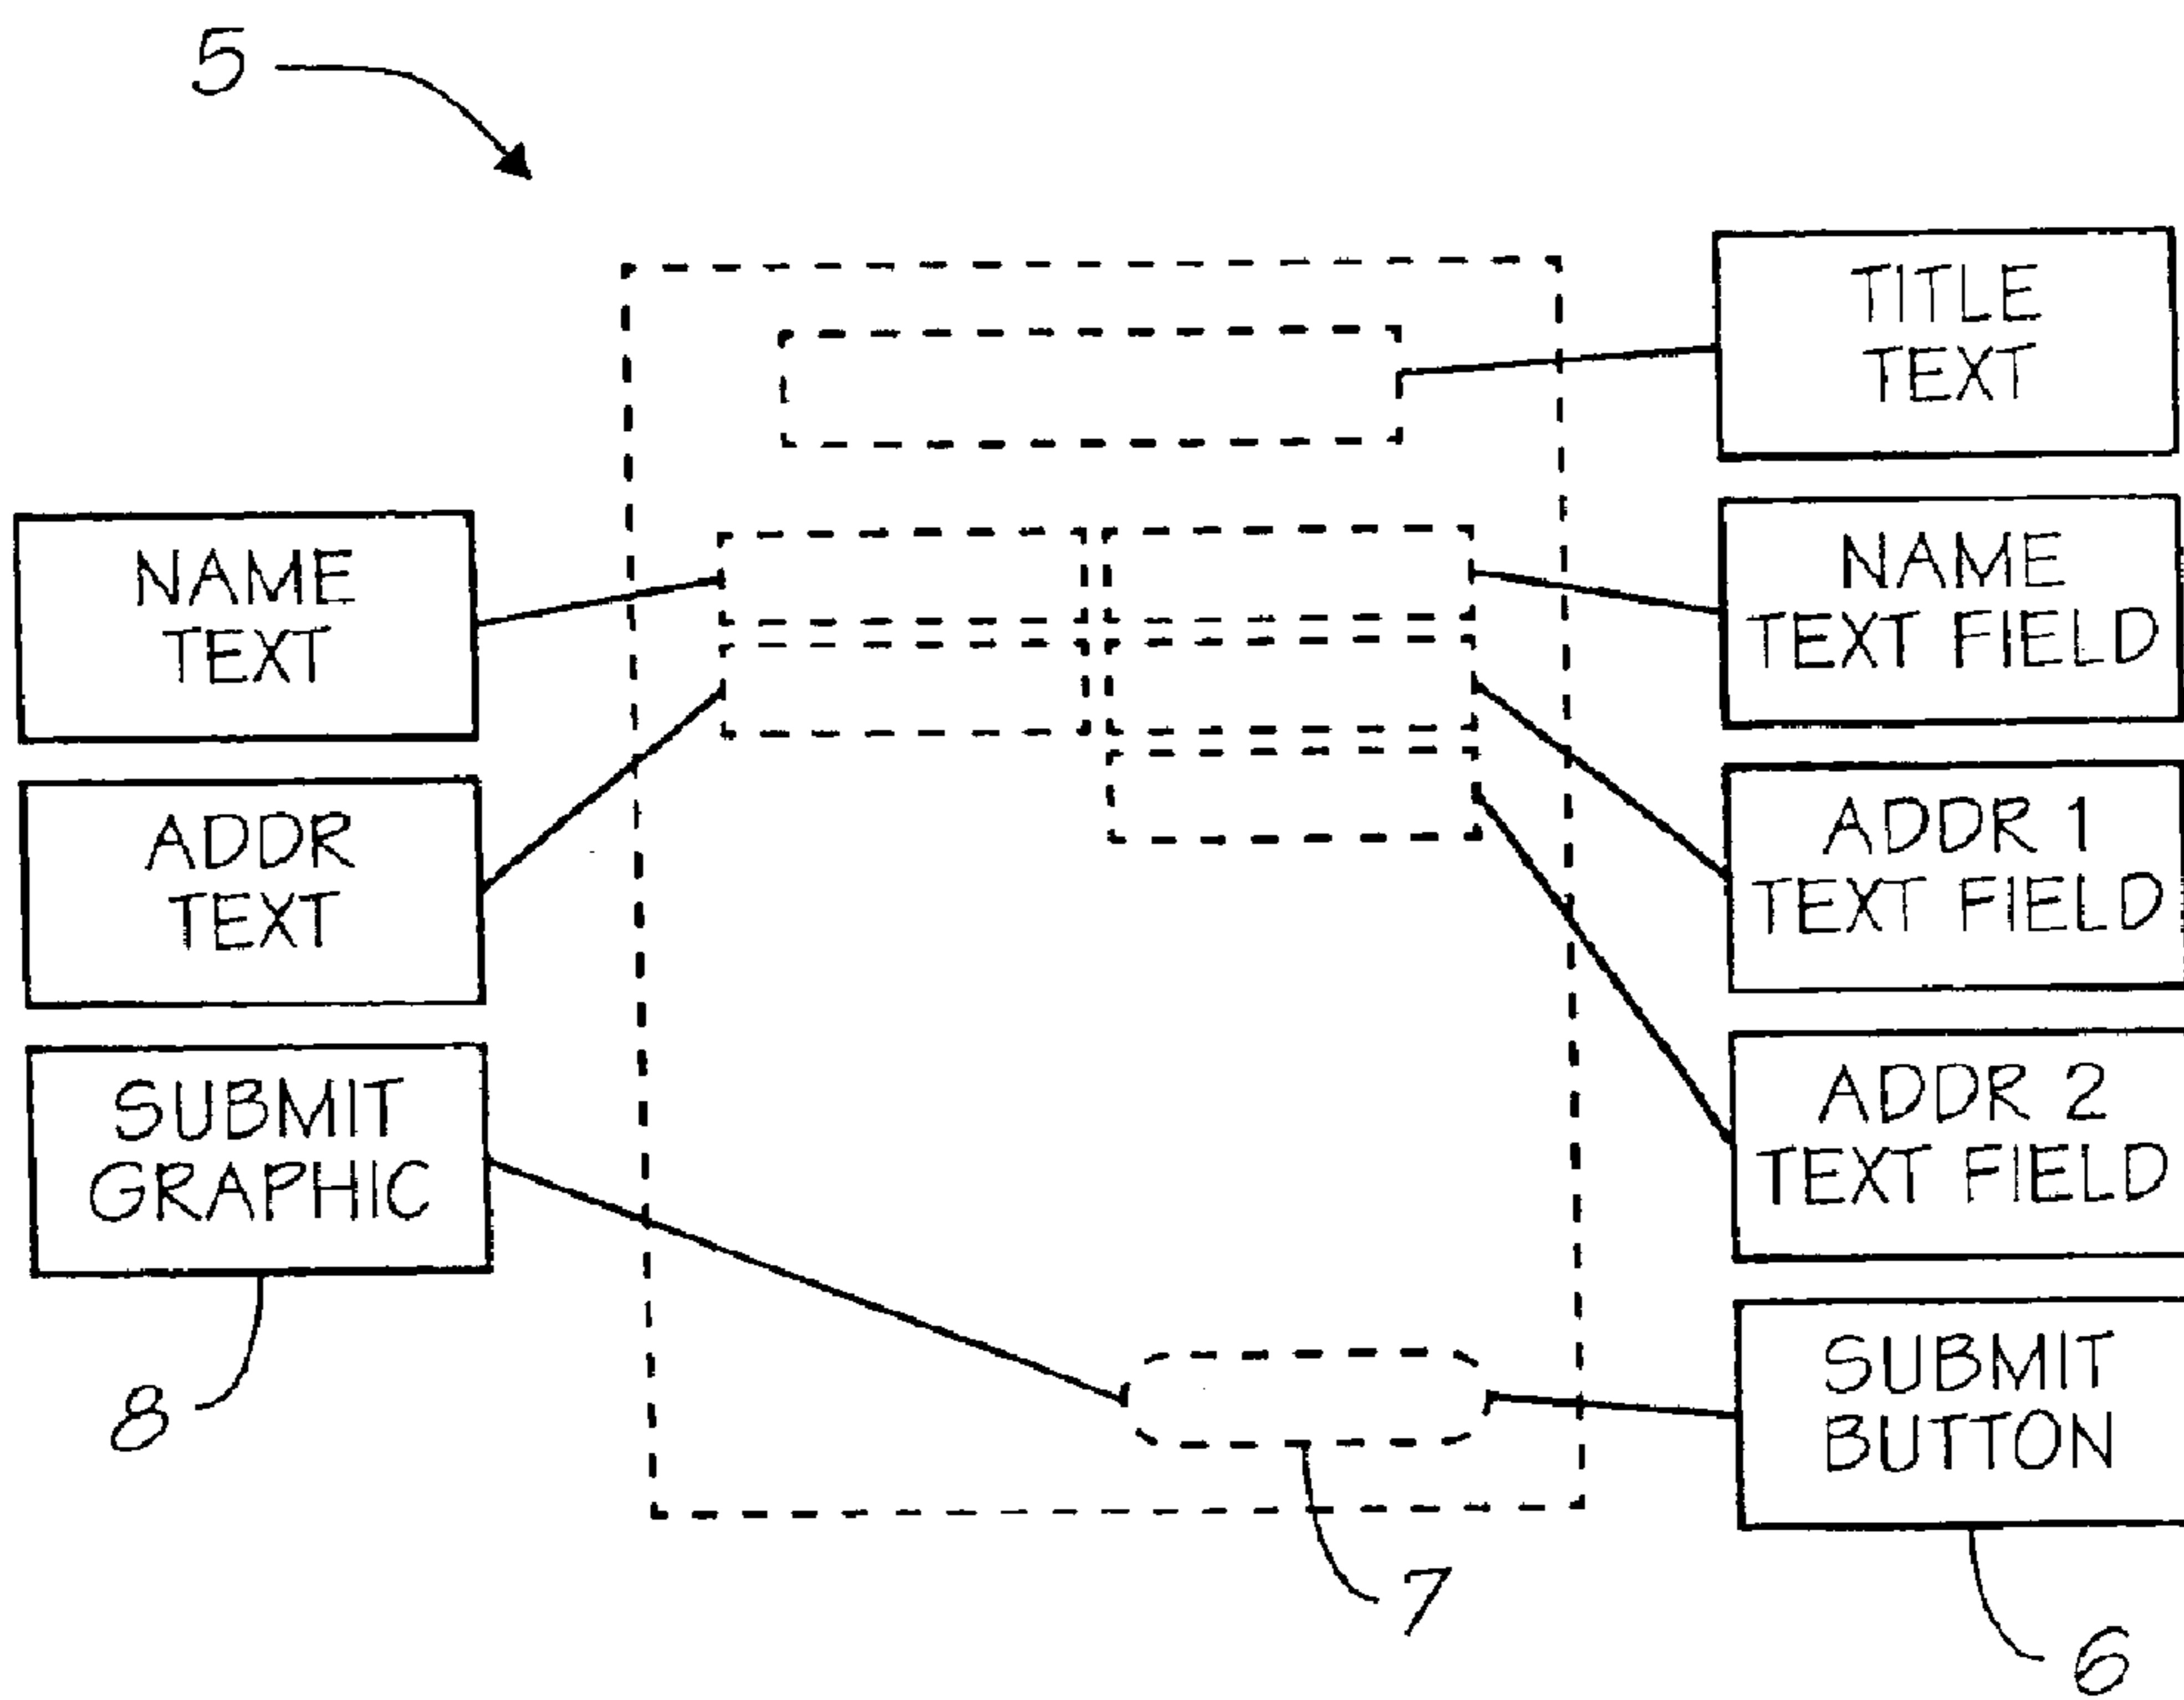 5
TITLE
TEXT
NAME
TEXT
NAME
TEXT FIELD
ADDR
TEXT
ADDR 1
TEXT FIELD
SUBMIT
GRAPHIC
ADDR 2
TEXT FIELD
SUBMIT
BUTTON
8
7
6